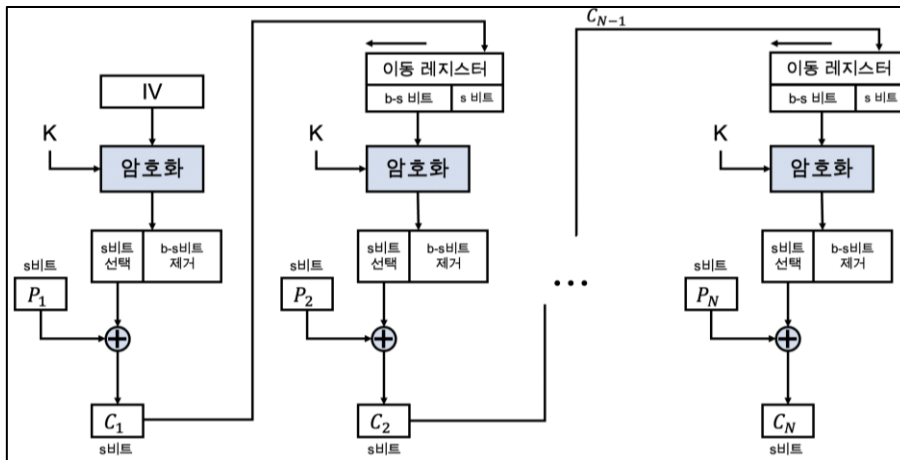 C_{N-1}
이동 레지스터
b-s 비트 s 비트
이동 레지스터
b-s 비트 s 비트
IV
K
암호화
K
암호화
K
암호화
s비트
선택
b-s비트
제거
s비트
선택
b-s비트
제거
s비트
선택
b-s비트
제거
s비트
P_1
s비트
P_2
...
s비트
P_N
C_1
s비트
C_2
s비트
C_N
s비트